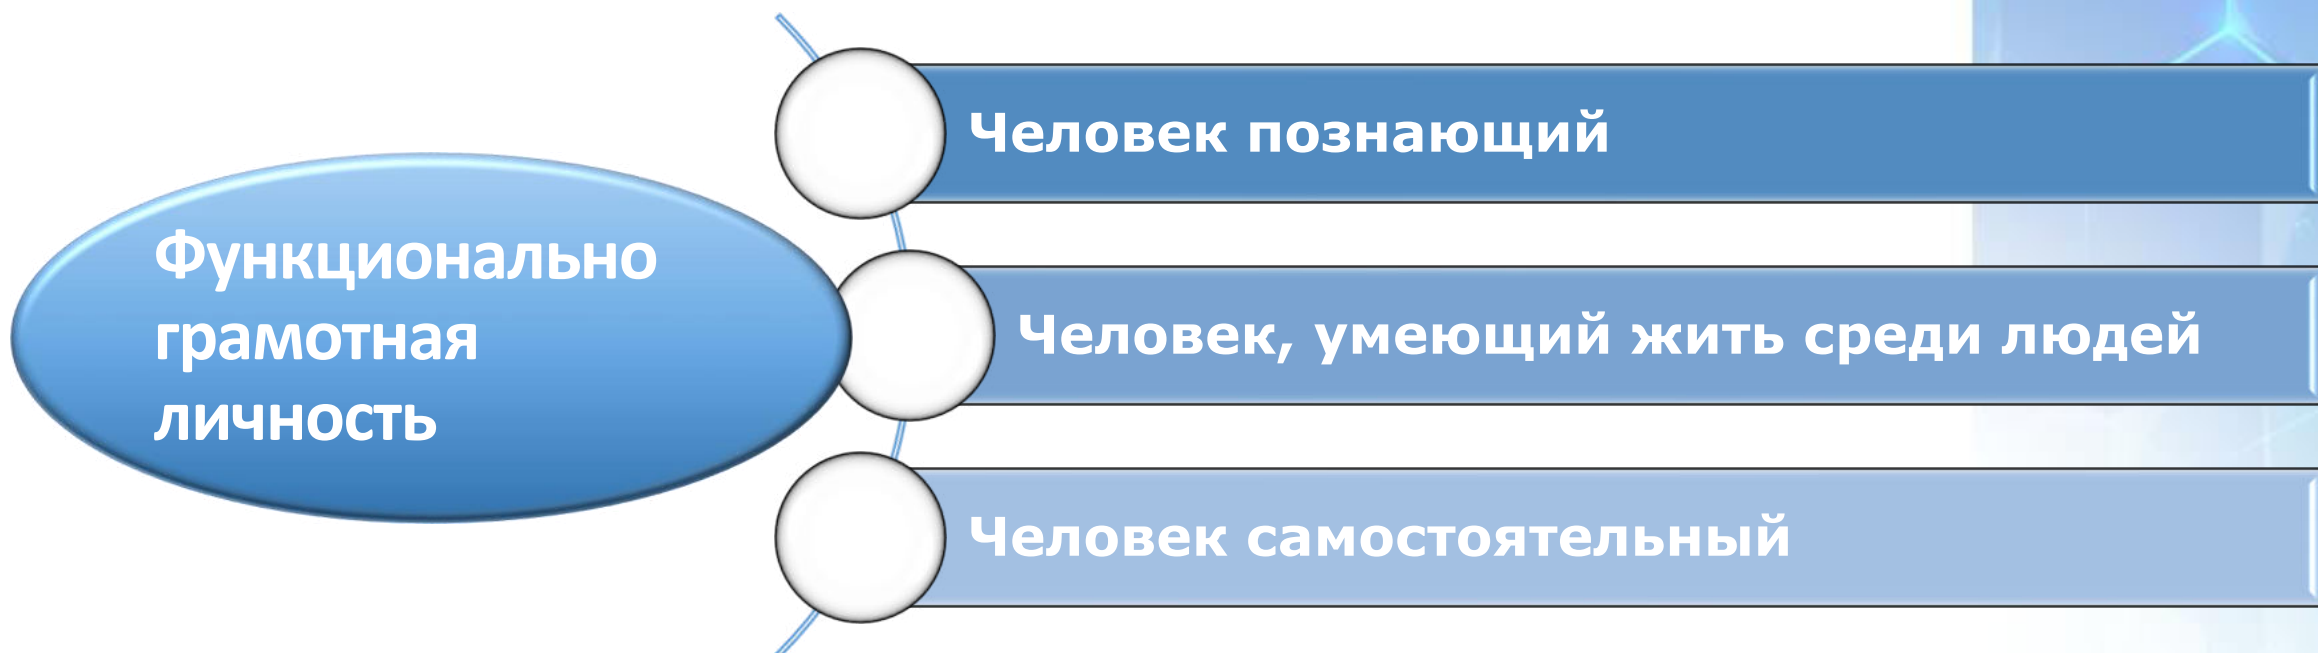 Функционально
грамотная
личность
Человек познающий
Человек, умеющий жить среди людей
Человек самостоятельный